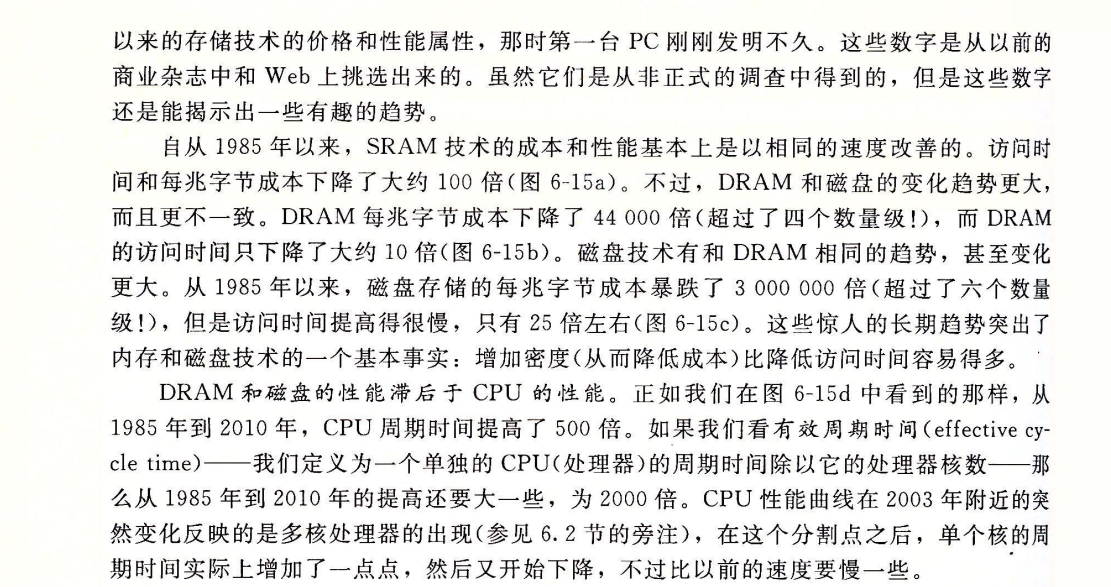 以来的存储技术的价格和性能属性，那时第一台 PC 刚刚发明不久。这些数字是从以前的
商业杂志中和 Web 上挑选出来的。虽然它们是从非正式的调查中得到的，但是这些数字
还是能揭示出一些有趣的趋势。
自从 1985 年以来，SRAM 技术的成本和性能基本上是以相同的速度改善的。访问时
间和每兆字节成本下降了大约 100 倍(图 6-15a)。不过，DRAM 和磁盘的变化趋势更大，
而且更不一致。DRAM 每兆字节成本下降了 44 000 倍(超过了四个数量级!)，而 DRAM
的访问时间只下降了大约 10 倍(图 6-15b)。磁盘技术有和 DRAM 相同的趋势，甚至变化
更大。从 1985 年以来，磁盘存储的每兆字节成本暴跌了 3 000 000 倍(超过了六个数量
级!)，但是访问时间提高得很慢，只有 25 倍左右(图 6-15c)。这些惊人的长期趋势突出了
内存和磁盘技术的一个基本事实：增加密度(从而降低成本)比降低访问时间容易得多。
DRAM 和磁盘的性能滞后于 CPU 的性能。正如我们在图 6-15d 中看到的那样，从
1985 年到 2010 年，CPU 周期时间提高了 500 倍。如果我们看有效周期时间(effective cy-
cle time)——我们定义为一个单独的 CPU(处理器)的周期时间除以它的处理器核数——那
么从 1985 年到 2010 年的提高还要大一些，为 2000 倍。CPU 性能曲线在 2003 年附近的突
然变化反映的是多核处理器的出现(参见 6.2 节的旁注)，在这个分割点之后，单个核的周
期时间实际上增加了一点点，然后又开始下降，不过比以前的速度要慢一些。